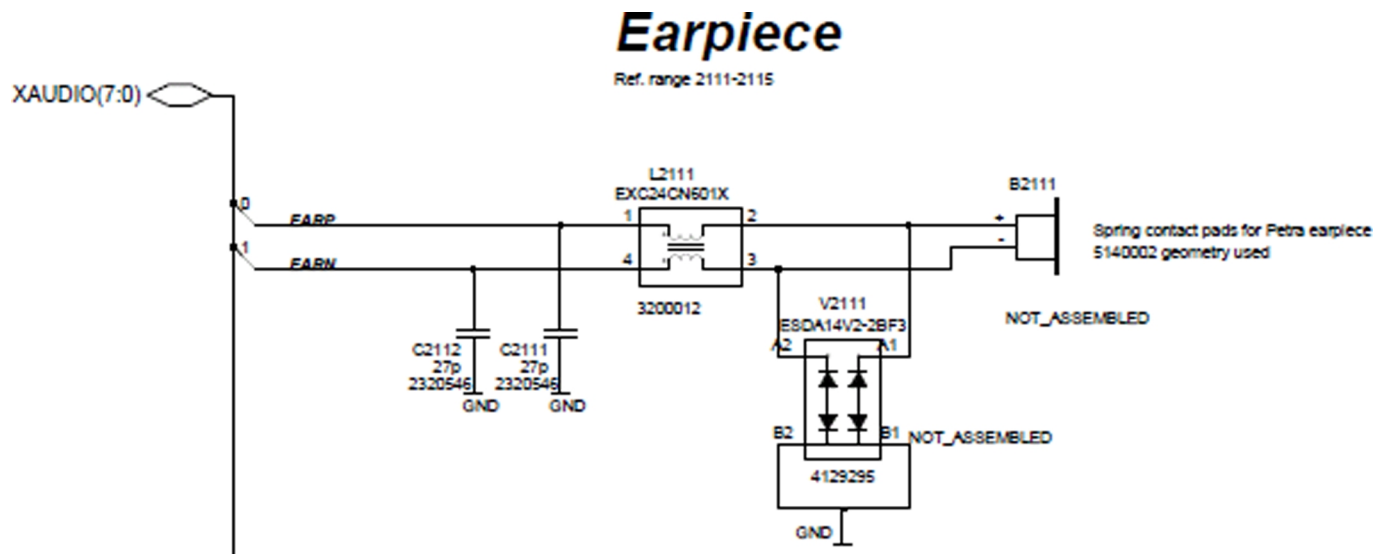 Earpiece
Ref. range 2111-2115
XAUDIO(7:0)
L2111
EXC24CN601X
B2111
0
EARP
1
2
+
Spring contact pads for Petra earpiece
1
EARN
4
3
-
5140002 geometry used
3200012
V2111
ESDA14V2-2BF3
NOT_ASSEMBLED
A2
A1
C2112
27p
2320546
GND
C2111
27p
2320546
GND
B2
B1
NOT_ASSEMBLED
4129295
GND